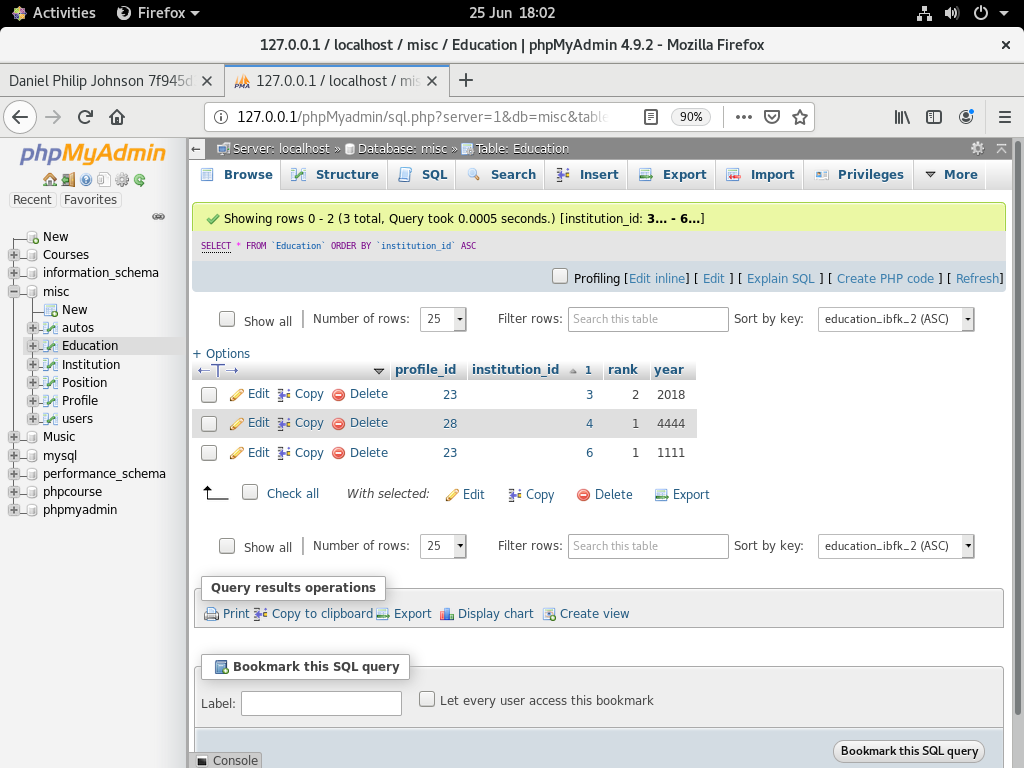 Activities Firefox 25 Jun 18:02
127.0.0.1 / localhost / misc / Education | phpMyAdmin 4.9.2 - Mozilla Firefox
Daniel Philip Johnson 7f945d 127.0.0.1 / localhost / mis
127.0.0.1/phpMyadmin/sql.php?server=1&db=misc&table 90%
phpMyAdmin
Recent Favorites
New
Courses
information_schema
misc
New
autos
Education
Institution
Position
Profile
users
Music
mysql
performance_schema
phpcourse
phpmyadmin
Server: localhost » Database: misc » Table: Education
Browse Structure SQL Search Insert Export Import Privileges More
Showing rows 0 - 2 (3 total, Query took 0.0005 seconds.) [institution_id: 3... - 6...]
SELECT * FROM `Education` ORDER BY `institution_id` ASC
Profiling [Edit inline] [ Edit ] [ Explain SQL ] [ Create PHP code ] [ Refresh]
Show all Number of rows: 25 Filter rows: Search this table Sort by key: education_ibfk_2 (ASC)
+ Options
←T→ profile_id institution_id 1 rank year
Edit Copy Delete 23 3 2 2018
Edit Copy Delete 28 4 1 4444
Edit Copy Delete 23 6 1 1111
Check all With selected: Edit Copy Delete Export
Show all Number of rows: 25 Filter rows: Search this table Sort by key: education_ibfk_2 (ASC)
Query results operations
Print Copy to clipboard Export Display chart Create view
Bookmark this SQL query
Label: Let every user access this bookmark
Bookmark this SQL query
Console